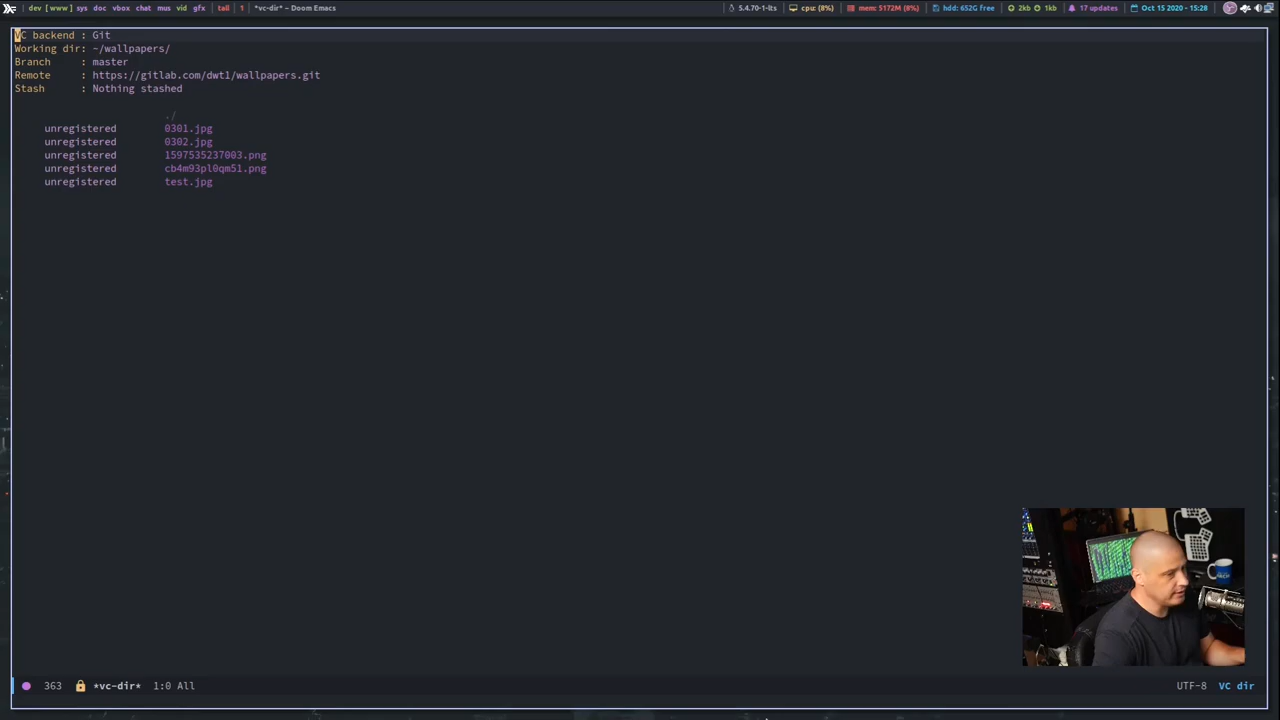 dev [ www ] sys doc vbox chat mus vid gfx | tall | 1 | *vc-dir* – Doom Emacs
5.4.70-1-lts | cpu: (8%) | mem: 5172M (8%) | hdd: 652G free | 2kb 1kb | 17 updates | Oct 15 2020 - 15:28
VC backend : Git
Working dir: ~/wallpapers/
Branch : master
Remote : https://gitlab.com/dwt1/wallpapers.git
Stash : Nothing stashed
./
unregistered 0301.jpg
unregistered 0302.jpg
unregistered 1597535237003.png
unregistered cb4m93pl0qm51.png
unregistered test.jpg
363 *vc-dir* 1:0 All
UTF-8 VC dir